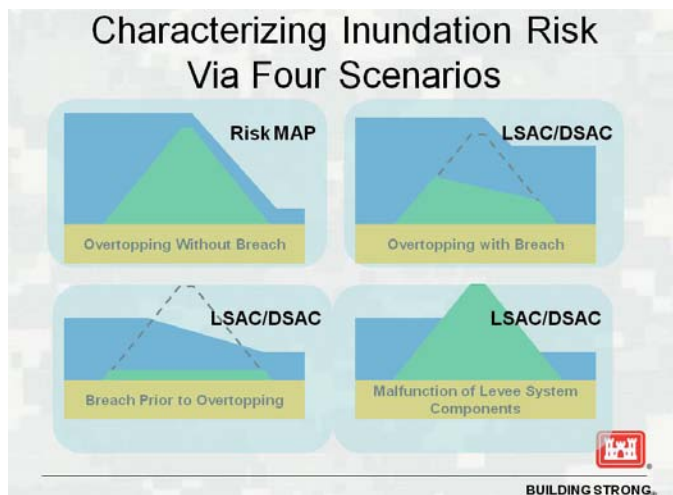 Characterizing Inundation Risk
Via Four Scenarios
Risk MAP
Overtopping Without Breach
LSAC/DSAC
Overtopping with Breach
LSAC/DSAC
Breach Prior to Overtopping
LSAC/DSAC
Malfunction of Levee System
Components
BUILDING STRONG®